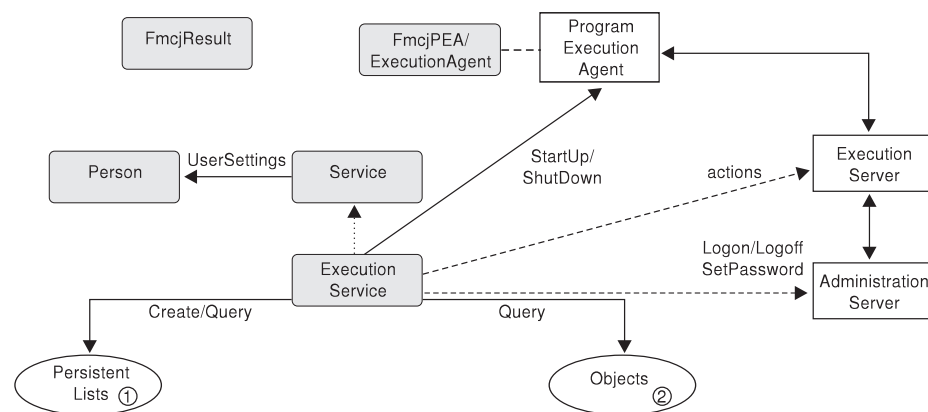 FmcjResult
FmcjPEA/
ExecutionAgent
Program
Execution
Agent
Person
UserSettings
Service
StartUp/
ShutDown
actions
Execution
Server
Execution
Service
Logon/Logoff
SetPassword
Administration
Server
Create/Query
Query
Persistent
Lists ①
Objects ②